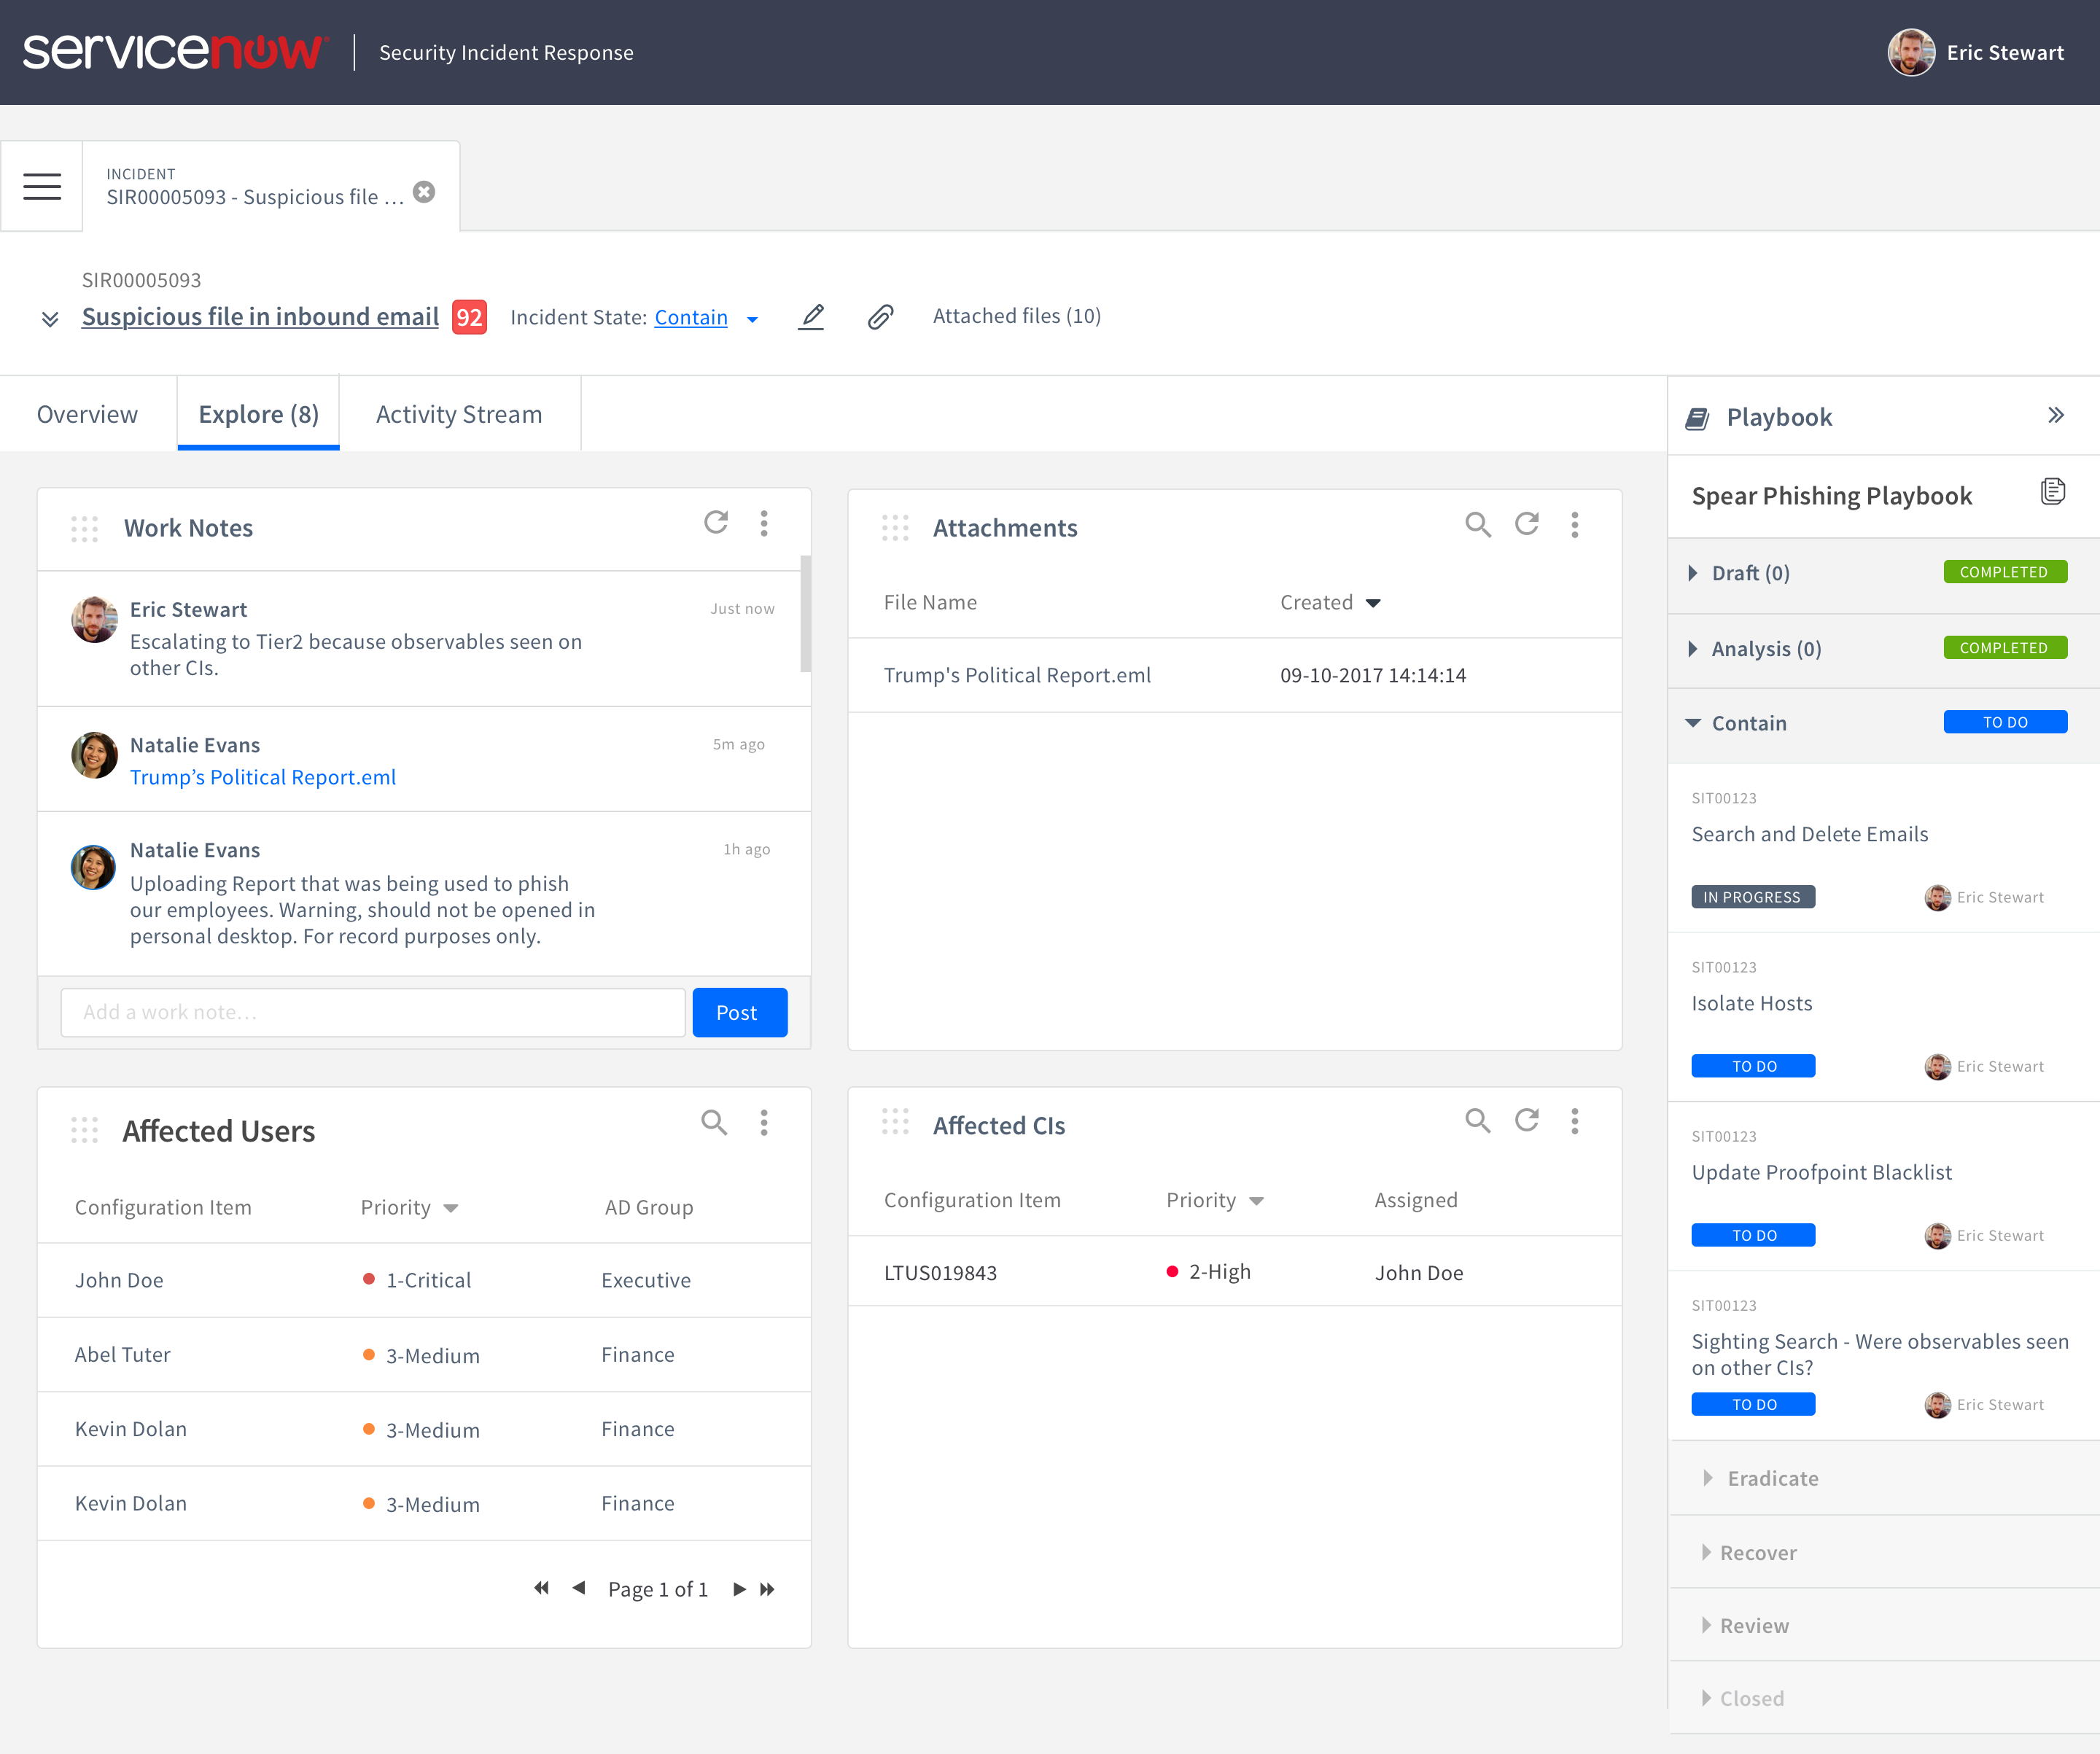 servicenow
Security Incident Response
Eric Stewart
INCIDENT
SIR00005093 - Suspicious file ...
SIR00005093
Suspicious file in inbound email
92
Incident State: Contain
Attached files (10)
Overview
Explore (8)
Activity Stream
Work Notes
Eric Stewart
Just now
Escalating to Tier2 because observables seen on
other CIs.
Natalie Evans
5m ago
Trump’s Political Report.eml
Natalie Evans
1h ago
Uploading Report that was being used to phish
our employees. Warning, should not be opened in
personal desktop. For record purposes only.
Add a work note...
Post
Attachments
File Name
Created
Trump's Political Report.eml
09-10-2017 14:14:14
Affected Users
Configuration Item
Priority
AD Group
John Doe
1-Critical
Executive
Abel Tuter
3-Medium
Finance
Kevin Dolan
3-Medium
Finance
Kevin Dolan
3-Medium
Finance
Page 1 of 1
Affected CIs
Configuration Item
Priority
Assigned
LTUS019843
2-High
John Doe
Playbook
Spear Phishing Playbook
Draft (0)
COMPLETED
Analysis (0)
COMPLETED
Contain
TO DO
SIT00123
Search and Delete Emails
IN PROGRESS
Eric Stewart
SIT00123
Isolate Hosts
TO DO
Eric Stewart
SIT00123
Update Proofpoint Blacklist
TO DO
Eric Stewart
SIT00123
Sighting Search - Were observables seen
on other CIs?
TO DO
Eric Stewart
Eradicate
Recover
Review
Closed